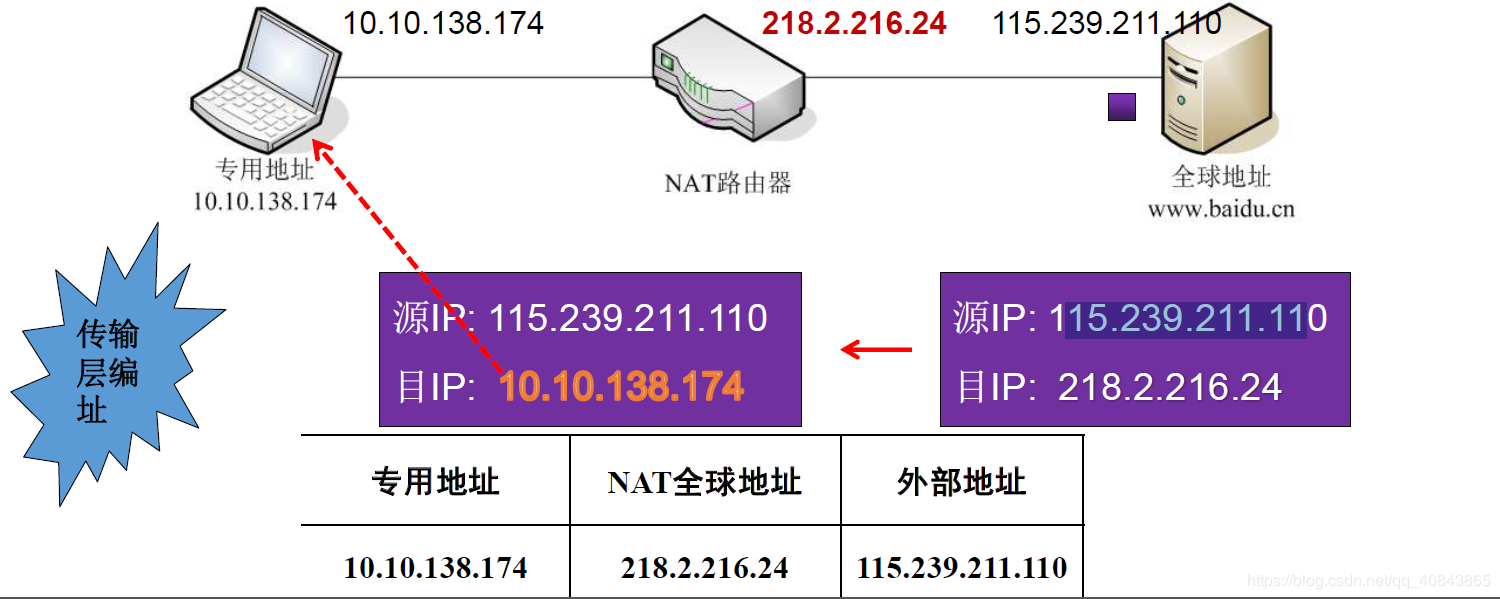 10.10.138.174
218.2.216.24
115.239.211.110
专用地址
10.10.138.174
NAT路由器
全球地址
www.baidu.cn
传输
层编
址
源IP: 115.239.211.110
目IP: 10.10.138.174
源IP: 115.239.211.110
目IP: 218.2.216.24
专用地址 NAT全球地址 外部地址
10.10.138.174 218.2.216.24 115.239.211.110
https://blog.csdn.net/qq_40843865